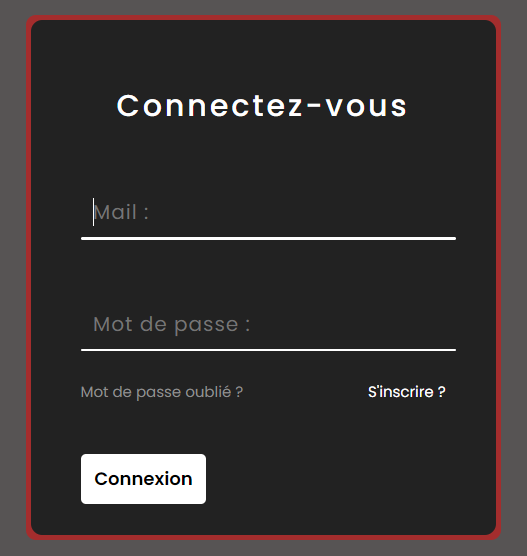 Connectez-vous
Mail :
Mot de passe :
Mot de passe oublié ? S'inscrire ?
Connexion